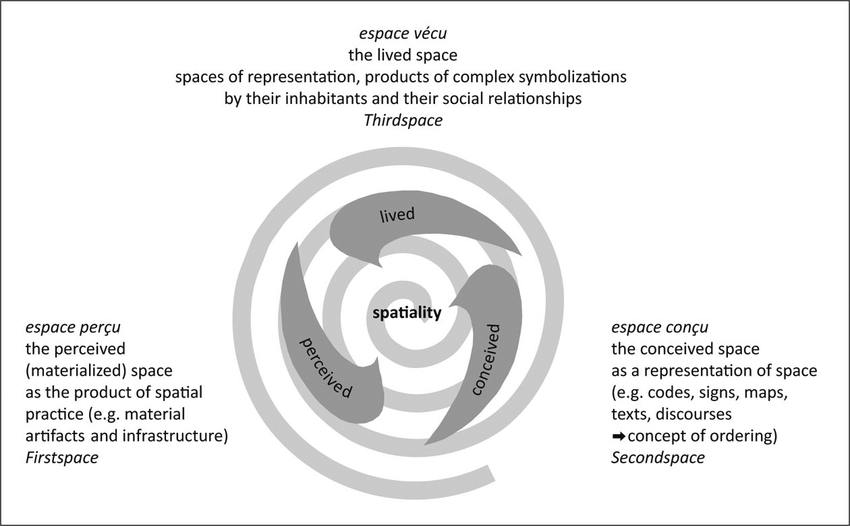 espace vécu
the lived space
spaces of representation, products of complex symbolizations
by their inhabitants and their social relationships
Thirdspace
lived
spatiality
perceived
conceived
espace perçu
the perceived
(materialized) space
as the product of spatial
practice (e.g. material
artifacts and infrastructure)
Firstspace
espace conçu
the conceived space
as a representation of space
(e.g. codes, signs, maps,
texts, discourses
➡concept of ordering)
Secondspace